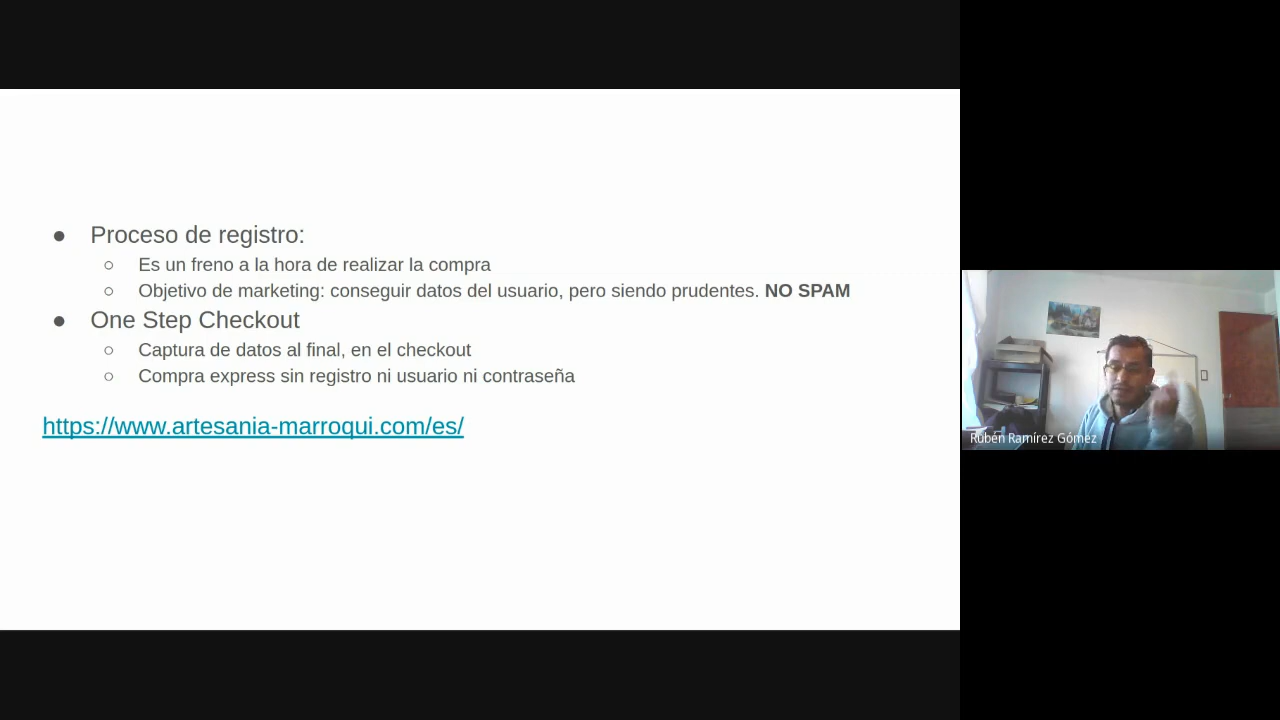 ● Proceso de registro:
○ Es un freno a la hora de realizar la compra
○ Objetivo de marketing: conseguir datos del usuario, pero siendo prudentes. NO SPAM
● One Step Checkout
○ Captura de datos al final, en el checkout
○ Compra express sin registro ni usuario ni contraseña
https://www.artesania-marroqui.com/es/
Rubén Ramírez Gómez